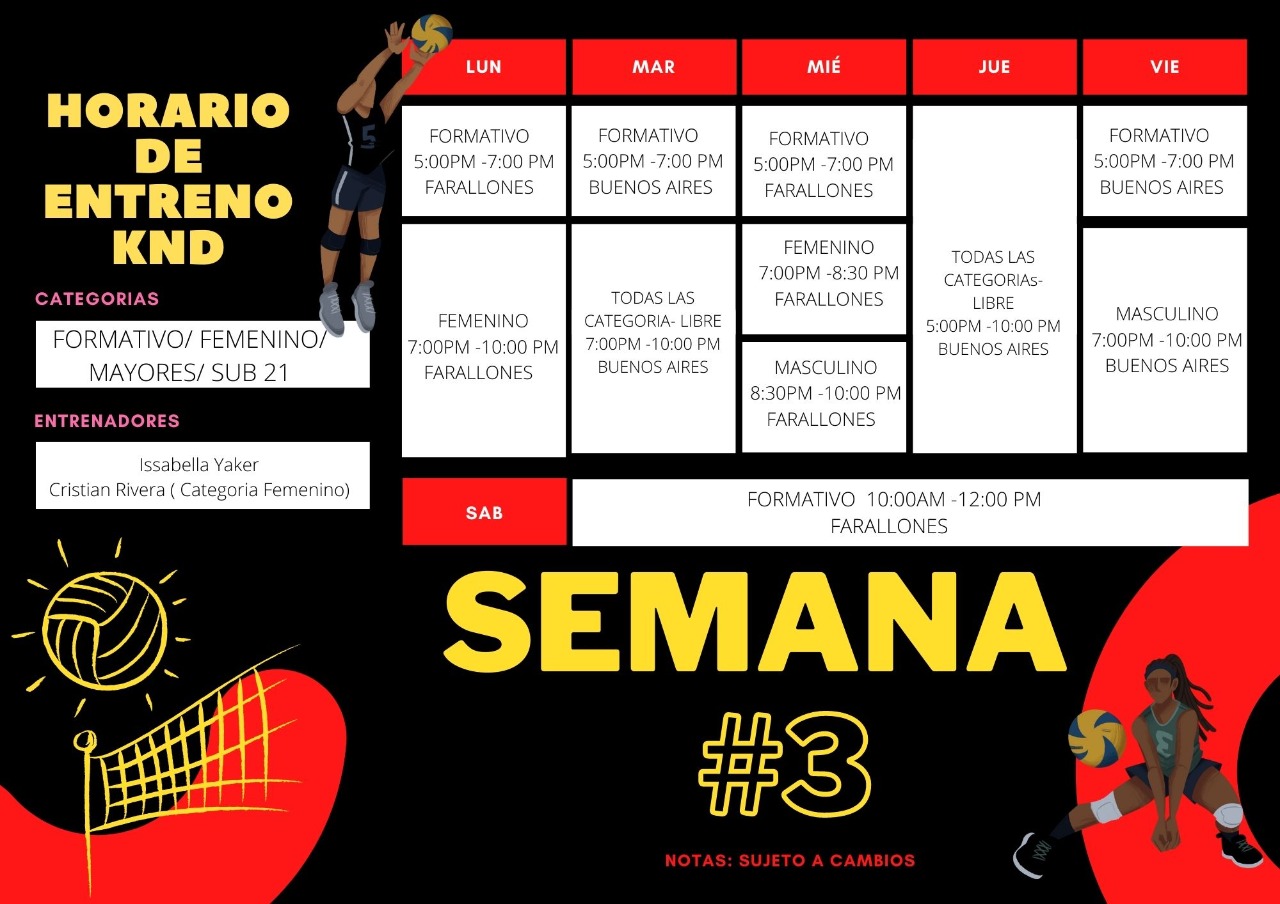 HORARIO
DE
ENTRENO
KND
CATEGORIAS
FORMATIVO/ FEMENINO/
MAYORES/ SUB 21
ENTRENADORES
Issabella Yaker
Cristian Rivera ( Categoria Femenino)
5
LUN
FORMATIVO
5:00PM -7:00 PM
FARALLONES
FEMENINO
7:00PM -10:00 PM
FARALLONES
MAR
FORMATIVO
5:00PM -7:00 PM
BUENOS AIRES
TODAS LAS
CATEGORIA- LIBRE
7:00PM -10:00 PM
BUENOS AIRES
MIÉ
FORMATIVO
5:00PM -7:00 PM
FARALLONES
FEMENINO
7:00PM -8:30 PM
FARALLONES
MASCULINO
8:30PM -10:00 PM
FARALLONES
JUE
TODAS LAS
CATEGORIAs-
LIBRE
5:00PM -10:00 PM
BUENOS AIRES
VIE
FORMATIVO
5:00PM -7:00 PM
BUENOS AIRES
MASCULINO
7:00PM -10:00 PM
BUENOS AIRES
SAB
FORMATIVO  10:00AM -12:00 PM
FARALLONES
SEMANA
#3
3
NOTAS: SUJETO A CAMBIOS